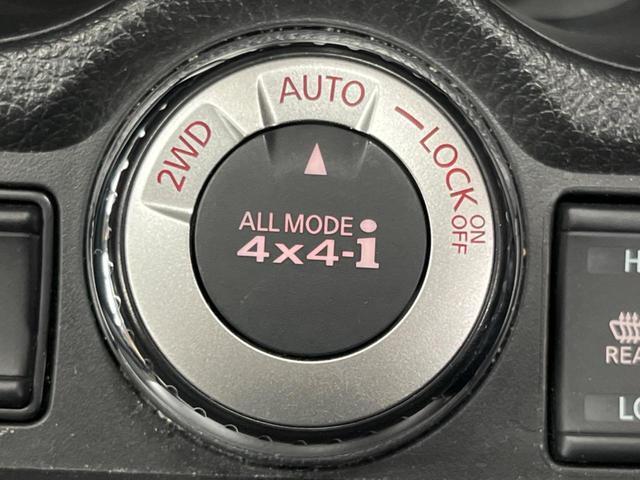 2WD
AUTO
LOCK
ON
OFF
ALL MODE
4x4-i